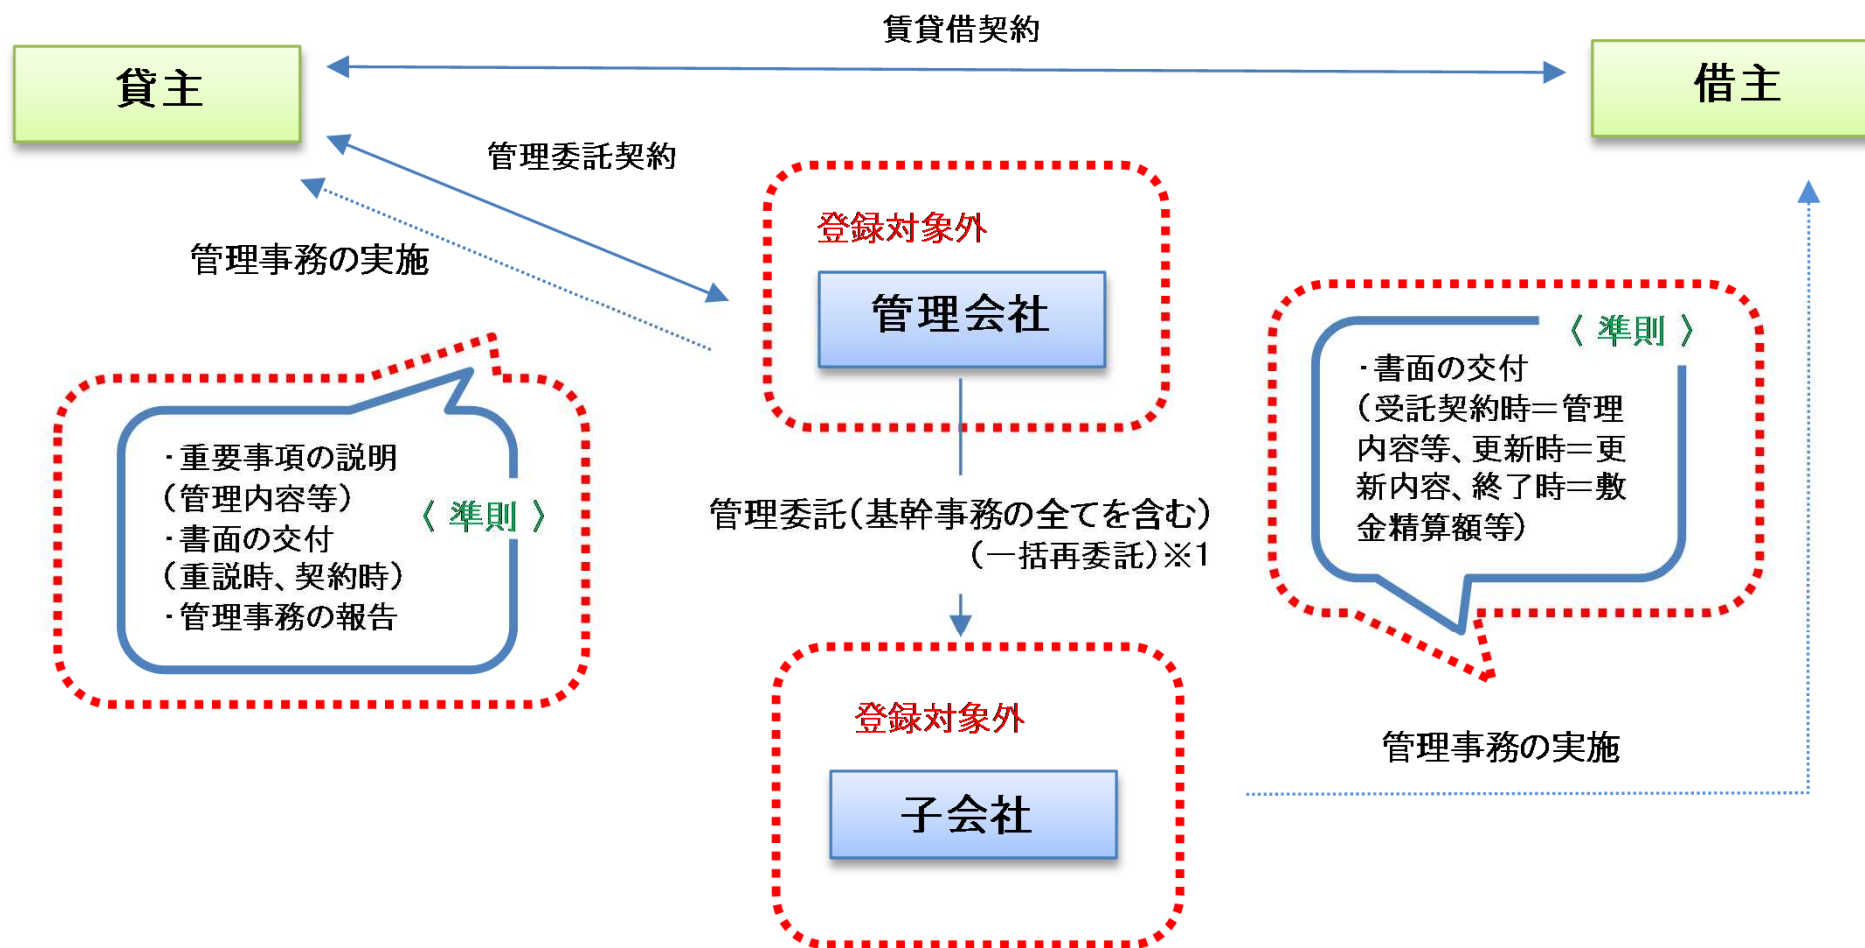 賃貸借契約
貸主
借主
管理委託契約
管理事務の実施
登録対象外
管理会社
〈 準則 〉
・書面の交付
（受託契約時＝管理
内容等、更新時＝更
新内容、終了時＝敷
金精算額等）
・重要事項の説明
（管理内容等）
〈 準則 〉
・書面の交付
（重説時、契約時）
・管理事務の報告
管理委託（基幹事務の全てを含む）
（一括再委託）※1
登録対象外
子会社
管理事務の実施